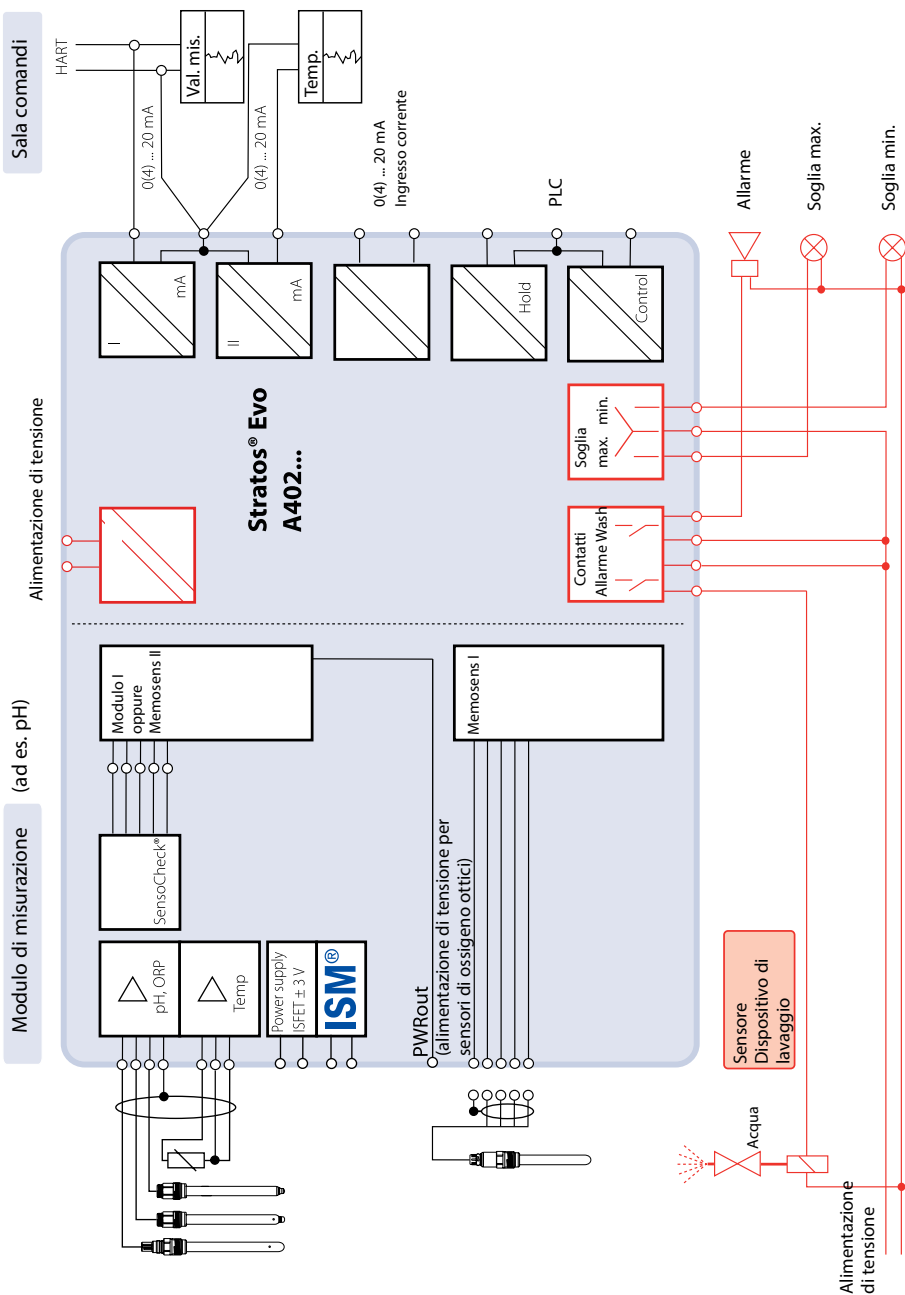 Modulo di misurazione
(ad es. pH)
Alimentazione di tensione
Sala comandi
HART
0(4) ... 20 mA
Val. mis.
0(4) ... 20 mA
Temp.
0(4) ... 20 mA
Ingresso corrente
PLC
I
mA
II
mA
Hold
Control
Stratos® Evo
A402...
Modulo I
oppure
Memosens II
SensoCheck®
pH, ORP
Temp
Power supply
ISFET ± 3 V
ISM®
PWRout
(alimentazione di tensione per
sensori di ossigeno ottici)
Memosens I
Contatti
Allarme Wash
Soglia
max. min.
Allarme
Soglia max.
Soglia min.
Sensore
Dispositivo di
lavaggio
Acqua
Alimentazione
di tensione